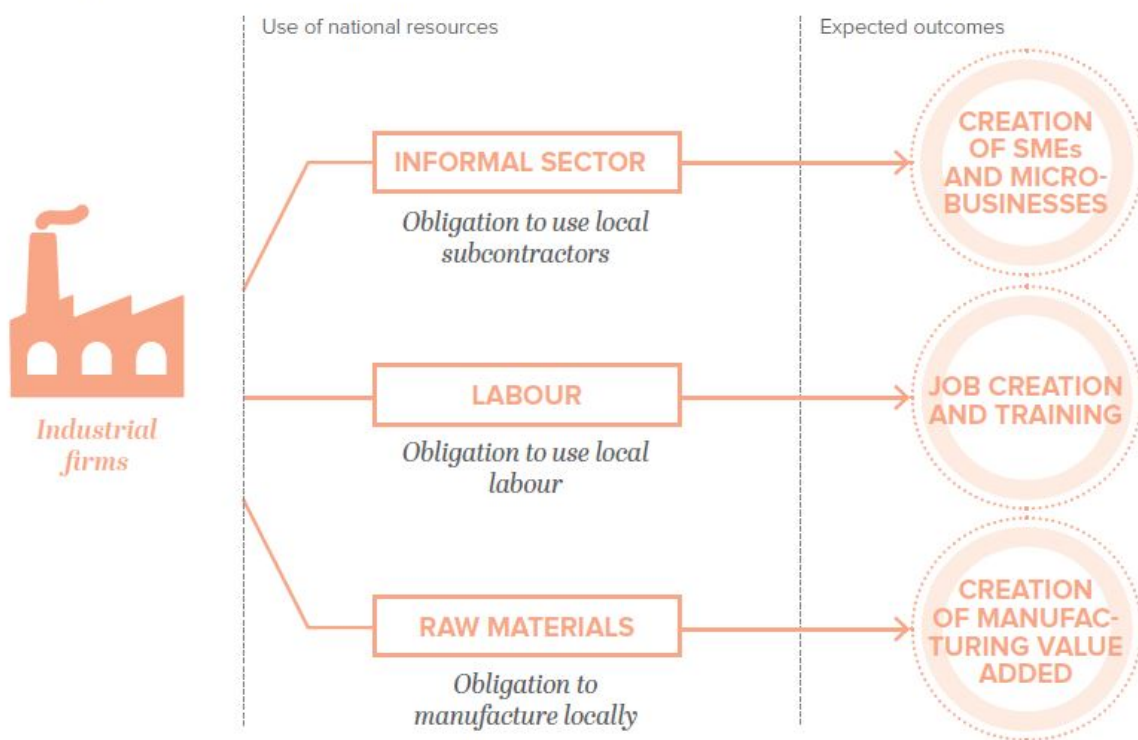 Use of national resources
Expected outcomes
INFORMAL SECTOR
Obligation to use local
subcontractors
CREATION
OF SMEs
AND MICRO-
BUSINESSES
Industrial
firms
LABOUR
Obligation to use local
labour
JOB CREATION
AND TRAINING
RAW MATERIALS
Obligation to
manufacture locally
CREATION
OF MANUFAC-
TURING VALUE
ADDED